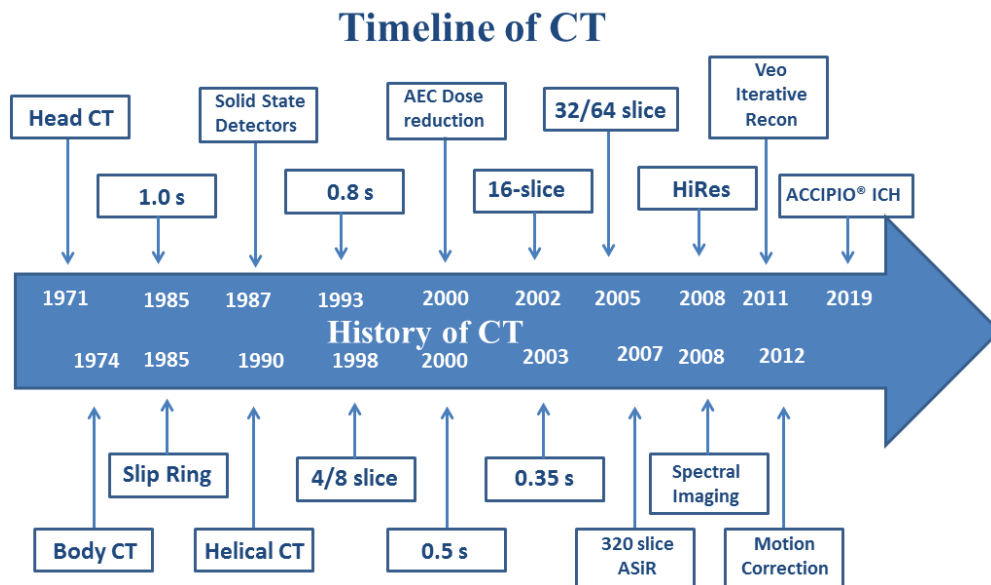 Timeline of CT
Head CT
1.0 s
Solid State
Detectors
0.8 s
AEC Dose
reduction
16-slice
32/64 slice
HiRes
Veo
Iterative
Recon
ACCIPIO® ICH
1971
1985
1987
1993
2000
2002
2005
2008
2011
2019
History of CT
1974
1985
1990
1998
2000
2003
2007
2008
2012
Body CT
Slip Ring
Helical CT
4/8 slice
0.5 s
0.35 s
320 slice
ASiR
Spectral
Imaging
Motion
Correction